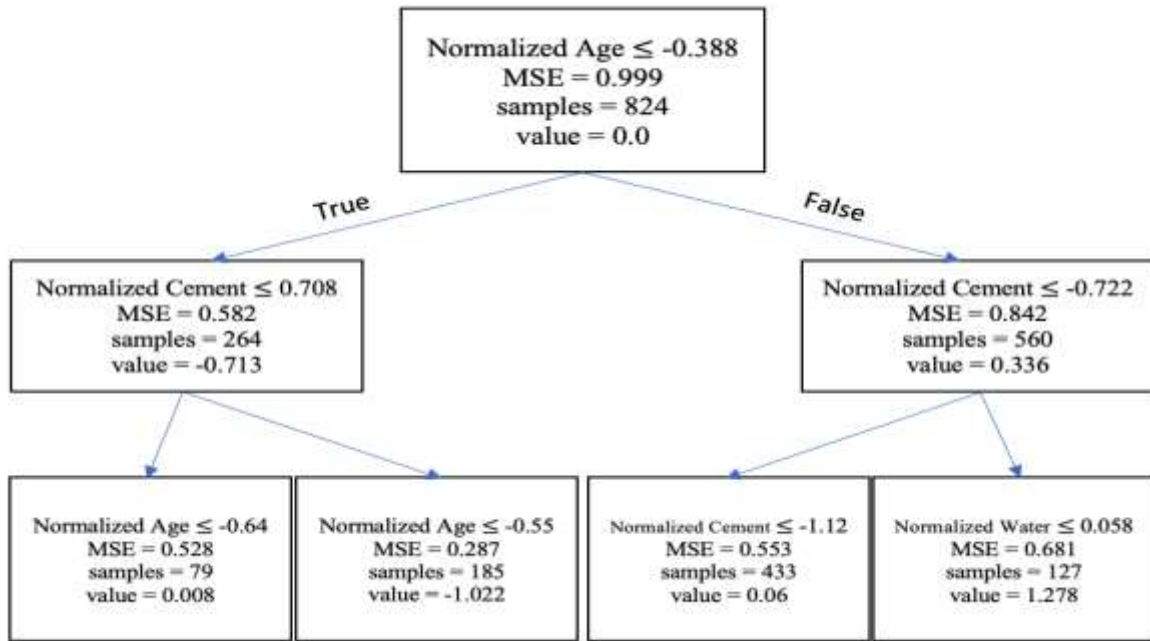 Normalized Age ≤ -0.388
MSE = 0.999
samples = 824
value = 0.0
True
False
Normalized Cement ≤ 0.708
MSE = 0.582
samples = 264
value = -0.713
Normalized Cement ≤ -0.722
MSE = 0.842
samples = 560
value = 0.336
Normalized Age ≤ -0.64
MSE = 0.528
samples = 79
value = 0.008
Normalized Age ≤ -0.55
MSE = 0.287
samples = 185
value = -1.022
Normalized Cement ≤ -1.12
MSE = 0.553
samples = 433
value = 0.06
Normalized Water ≤ 0.058
MSE = 0.681
samples = 127
value = 1.278